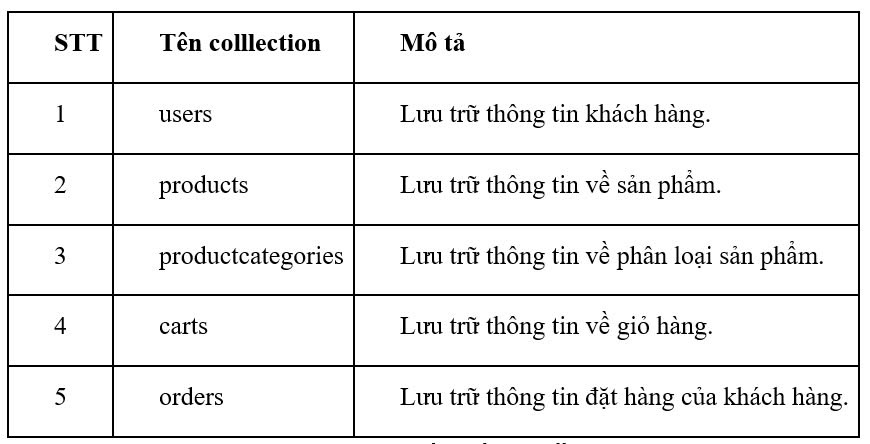 STT Tên colllection Mô tả
1 users Lưu trữ thông tin khách hàng.
2 products Lưu trữ thông tin về sản phẩm.
3 productcategories Lưu trữ thông tin về phân loại sản phẩm.
4 carts Lưu trữ thông tin về giỏ hàng.
5 orders Lưu trữ thông tin đặt hàng của khách hàng.